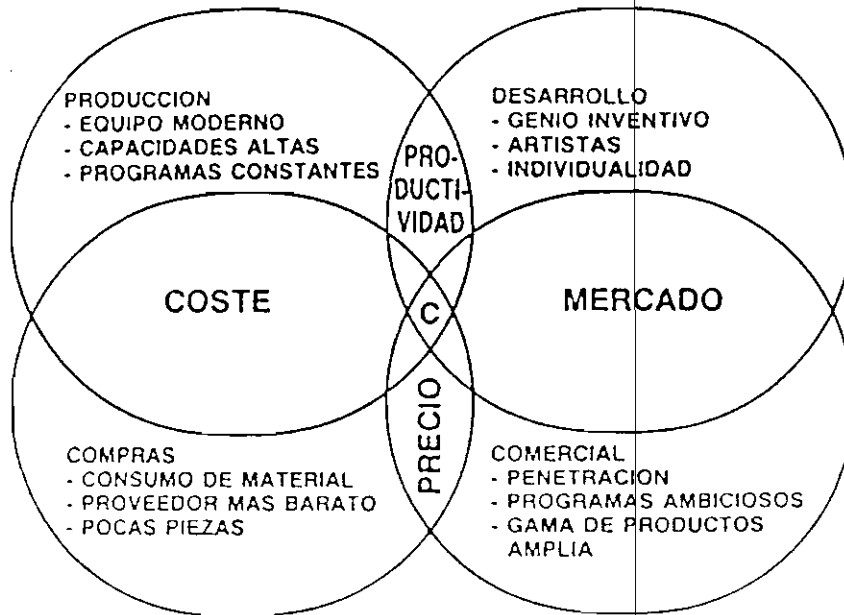 PRODUCCION
- EQUIPO MODERNO
- CAPACIDADES ALTAS
- PROGRAMAS CONSTANTES
DESARROLLO
- GENIO INVENTIVO
- ARTISTAS
- INDIVIDUALIDAD
PRO-
DUCTI-
VIDAD
COSTE
C
MERCADO
PRECIO
COMPRAS
- CONSUMO DE MATERIAL
- PROVEEDOR MAS BARATO
- POCAS PIEZAS
COMERCIAL
- PENETRACION
- PROGRAMAS AMBICIOSOS
- GAMA DE PRODUCTOS
AMPLIA